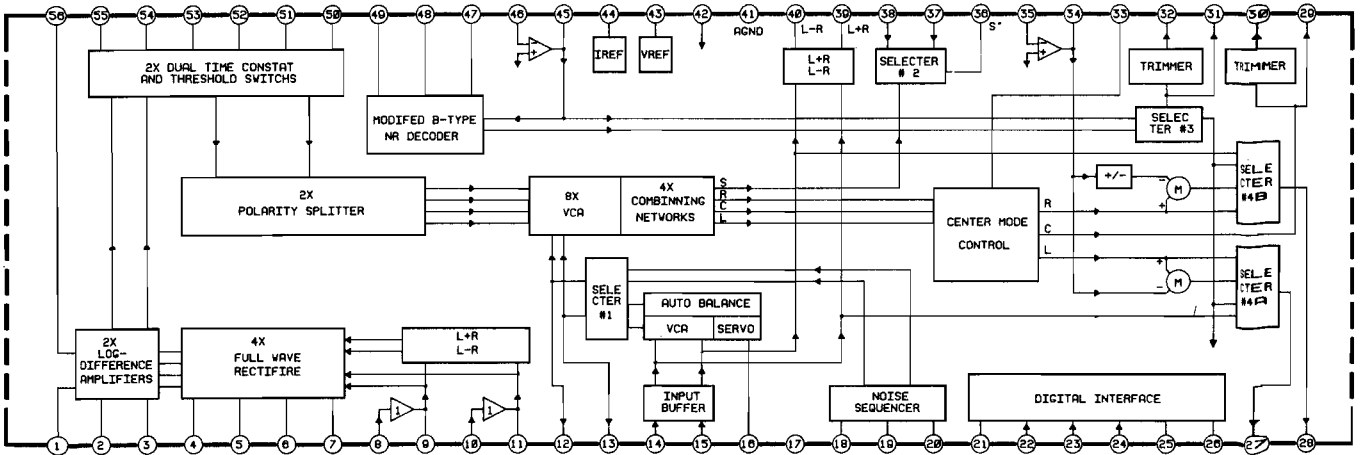 56 55 54 53 52 51 50 49 48 47 46 45 44 43 42 41 40 39 38 37 36 35 34 33 32 31 30 29
AGND
L-R
L+R
S'
2X DUAL TIME CONSTAT
AND THRESHOLD SWITCHS
MODIFED B-TYPE
NR DECODER
- +
IREF
VREF
L+R
L-R
SELECTER
# 2
- +
TRIMMER
TRIMMER
SELEC
TER #3
2X
POLARITY SPLITTER
8X
VCA
4X
COMBINNING
NETWORKS
S
R
C
L
CENTER MODE
CONTROL
R
C
L
+/-
-
M
+
SELE
CTER
#4B
+
M
-
SELE
CTER
#4A
SELE
CTER
#1
AUTO BALANCE
VCA
SERVO
2X
LOG-
DIFFERENCE
AMPLIFIERS
4X
FULL WAVE
RECTIFIRE
L+R
L-R
1
1
INPUT
BUFFER
NOISE
SEQUENCER
DIGITAL INTERFACE
1 2 3 4 5 6 7 8 9 10 11 12 13 14 15 16 17 18 19 20 21 22 23 24 25 26 27 28